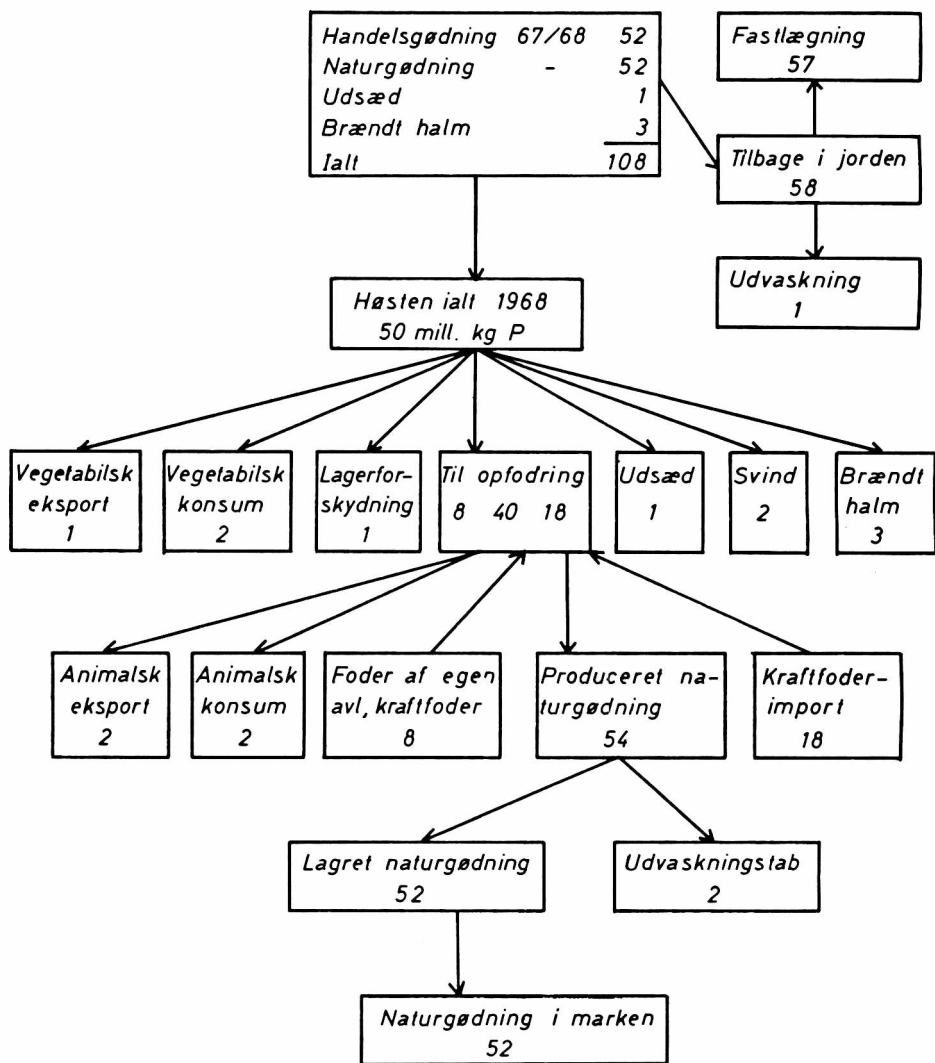 Handelsgødning 67/68 52
Naturgødning - 52
Udsæd 1
Brændt halm 3
Ialt 108
Fastlægning
57
Tilbage i jorden
58
Udvaskning
1
Høsten ialt 1968
50 mill. kg P
Vegetabilsk
eksport
1
Vegetabilsk
konsum
2
Lagerfor-
skydning
1
Til opfodring
8 40 18
Udsæd
1
Svind
2
Brændt
halm
3
Animalsk
eksport
2
Animalsk
konsum
2
Foder af egen
avl, kraftfoder
8
Produceret na-
turgødning
54
Kraftfoder-
import
18
Lagret naturgødning
52
Udvaskningstab
2
Naturgødning i marken
52